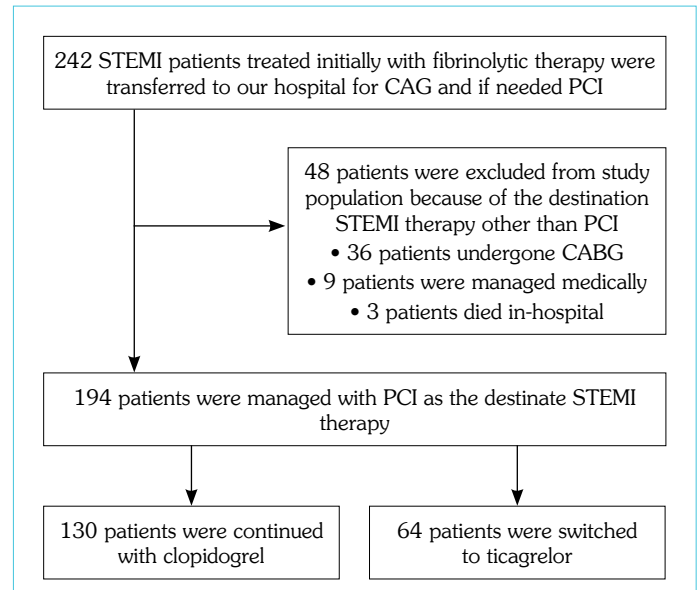 242 STEMI patients treated initially with fibrinolytic therapy were
transferred to our hospital for CAG and if needed PCI
48 patients were excluded from study
population because of the destination
STEMI therapy other than PCI
• 36 patients undergone CABG
• 9 patients were managed medically
• 3 patients died in-hospital
194 patients were managed with PCI as the destinate STEMI
therapy
130 patients were continued
with clopidogrel
64 patients were switched
to ticagrelor